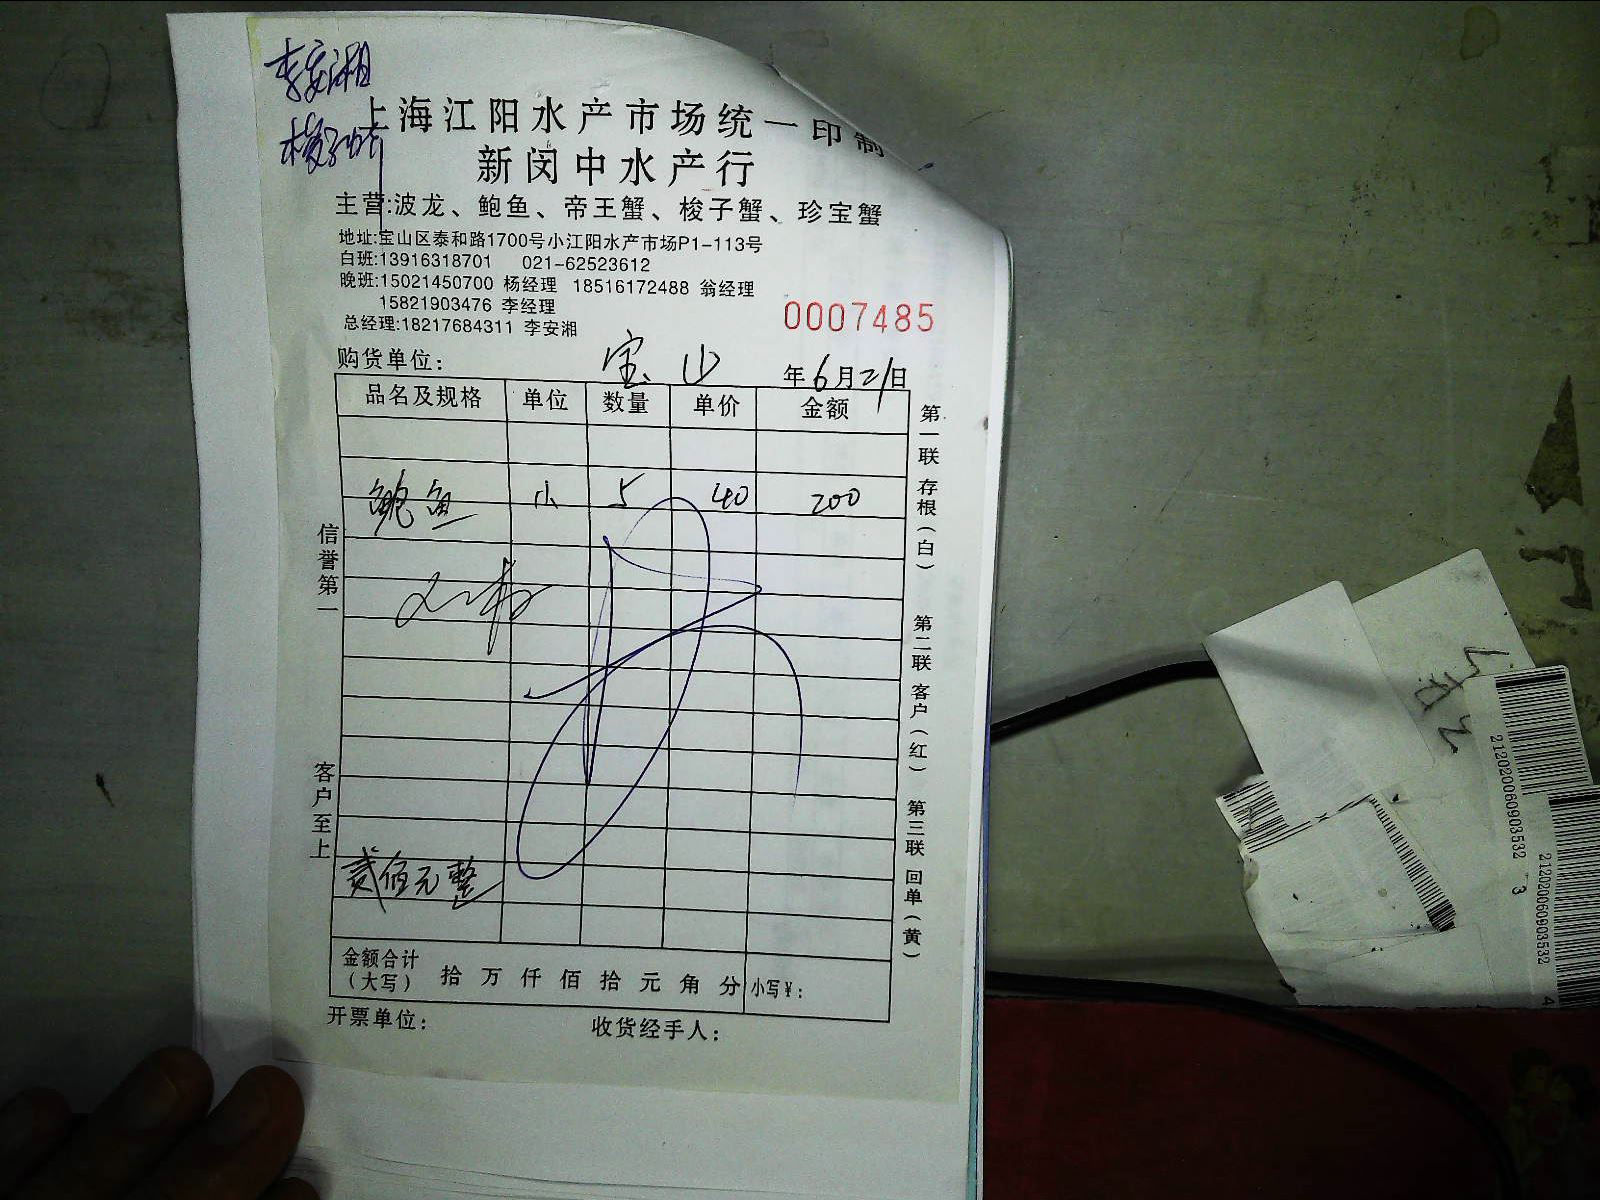 李安湘
梭子蟹
上海江阳水产市场统一印制
新闵中水产行
主营:波龙、鲍鱼、帝王蟹、梭子蟹、珍宝蟹
地址:宝山区泰和路1700号小江阳水产市场P1-113号
白班:13916318701 021-62523612
晚班:15021450700 杨经理 18516172488 翁经理
15821903476 李经理
总经理:18217684311 李安湘
0007485
购货单位: 宝山 年6月21日
品名及规格 单位 数量 单价 金额
鲍鱼 小 5 40 200
贰佰元整
金额合计
(大写) 拾 万 仟 佰 拾 元 角 分 小写¥:
开票单位: 收货经手人:
信誉第一
客户至上
第一联 存根(白)
第二联 客户(红)
第三联 回单(黄)
212020060903532 3
212020060903532 4